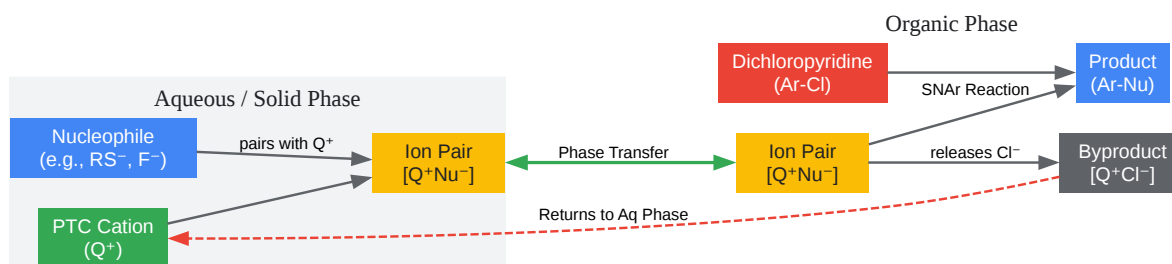 Organic Phase
Dichloropyridine
(Ar-Cl)
Product
(Ar-Nu)
SNAr Reaction
Aqueous / Solid Phase
Nucleophile
(e.g., RS⁻, F⁻)
pairs with Q⁺
Ion Pair
[Q⁺Nu⁻]
Phase Transfer
Ion Pair
[Q⁺Nu⁻]
releases Cl⁻
Byproduct
[Q⁺Cl⁻]
Returns to Aq Phase
PTC Cation
(Q⁺)